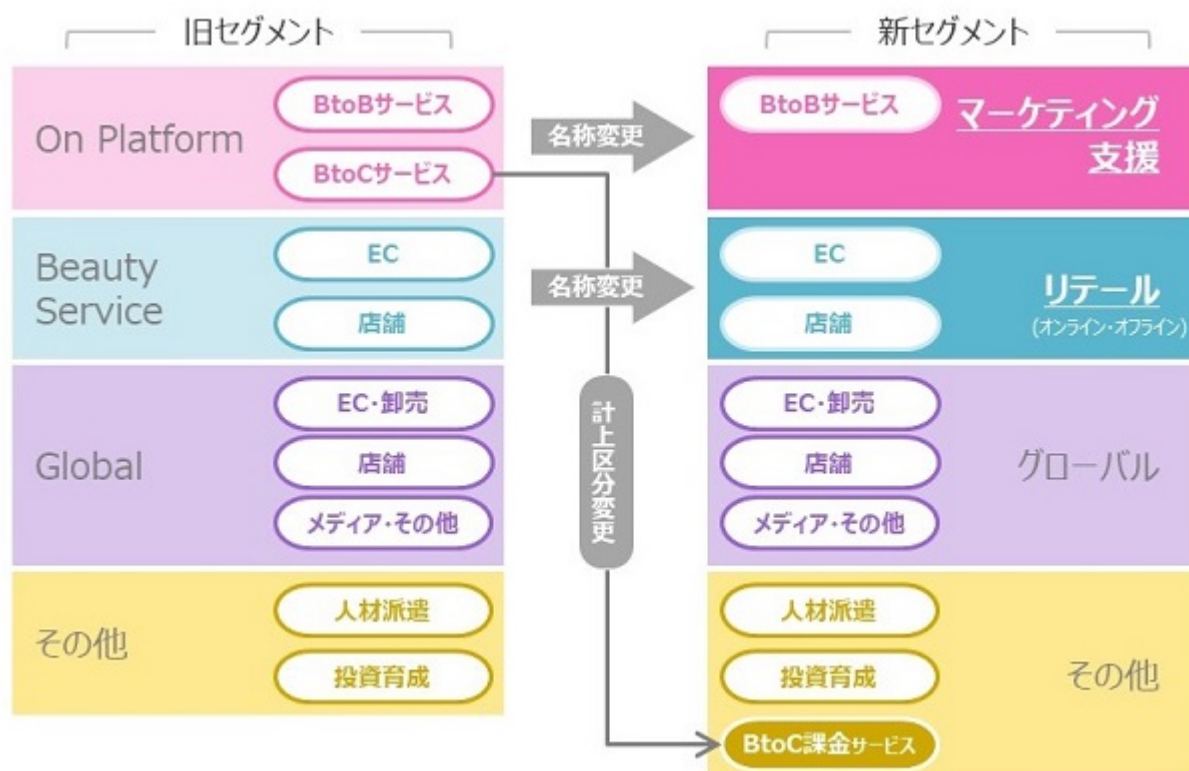 旧セグメント
新セグメント
On Platform
BtoBサービス
BtoCサービス
名称変更
BtoBサービス
マーケティング
支援
Beauty
Service
EC
店舗
名称変更
EC
店舗
リテール
(オンライン・オフライン)
Global
EC・卸売
店舗
メディア・その他
計上区分変更
EC・卸売
店舗
メディア・その他
グローバル
その他
人材派遣
投資育成
人材派遣
投資育成
BtoC課金サービス
その他